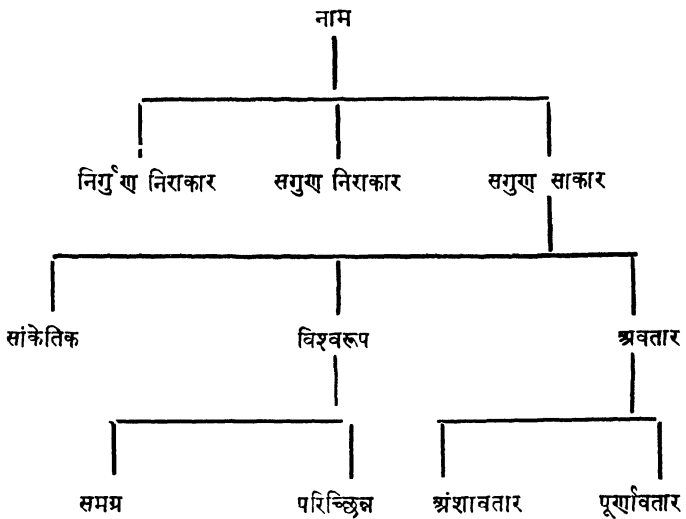 नाम
निर्गुण निराकार सगुण निराकार सगुण साकार
सांकेतिक विश्वरूप अवतार
समग्र परिच्छिन्न अंशावतार पूर्णावतार